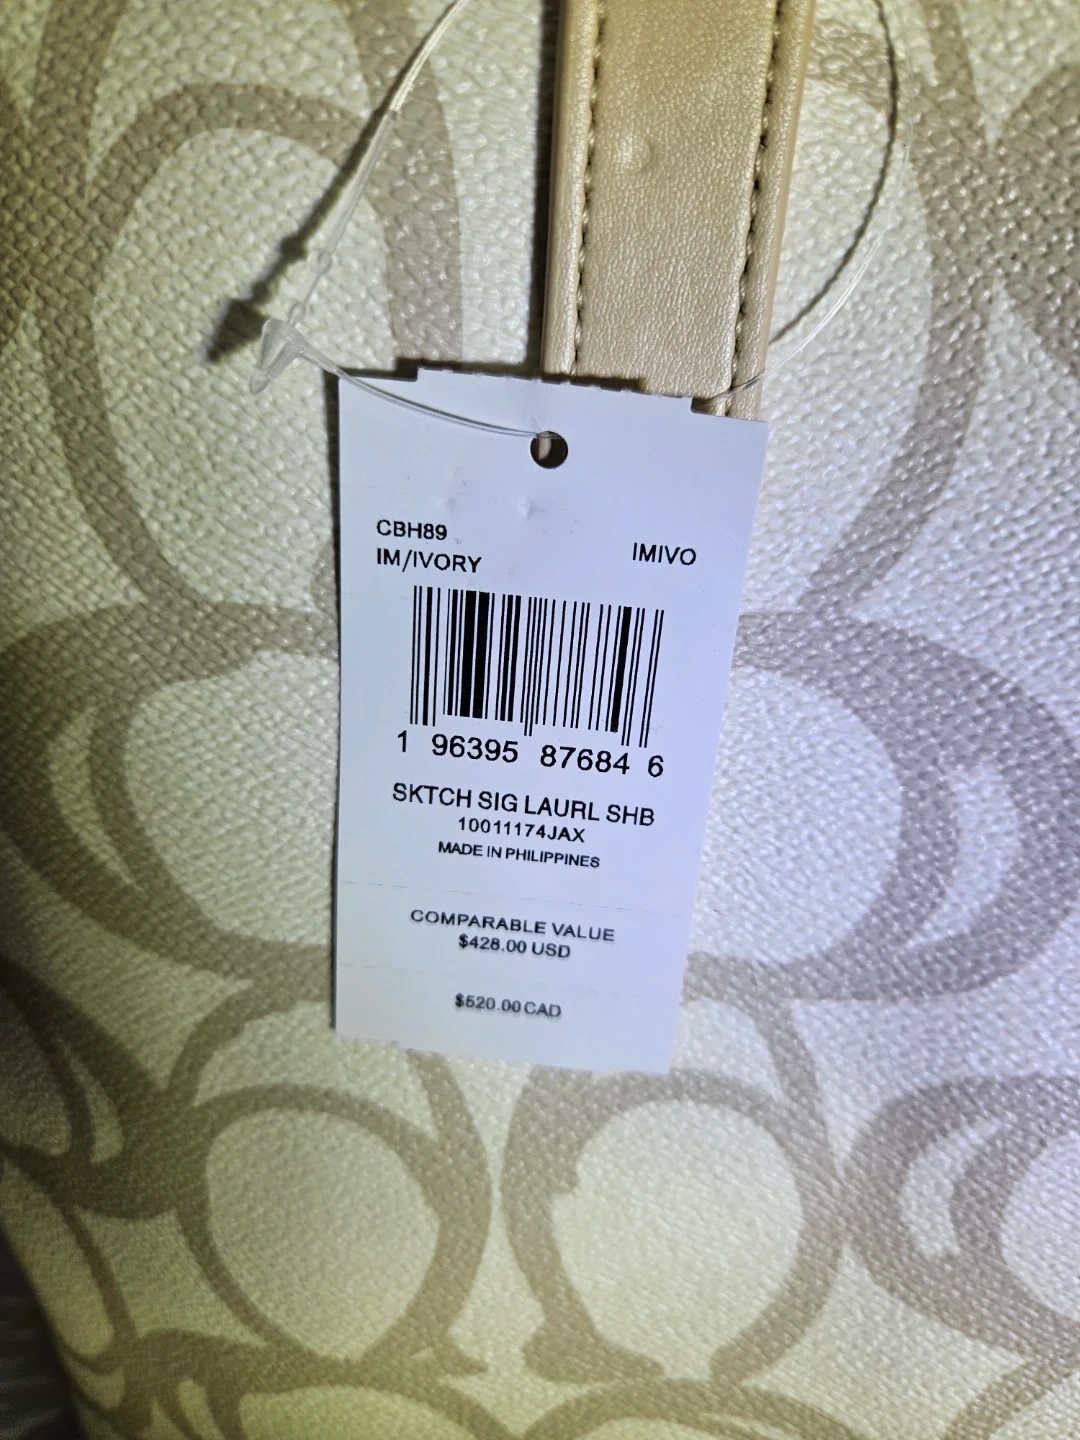 CBH89
IM/IVORY
IMIVO
1 96395 87684 6
SKTCH SIG LAURL SHB
10011174JAX
MADE IN PHILIPPINES
COMPARABLE VALUE
$428.00 USD
$520.00 CAD